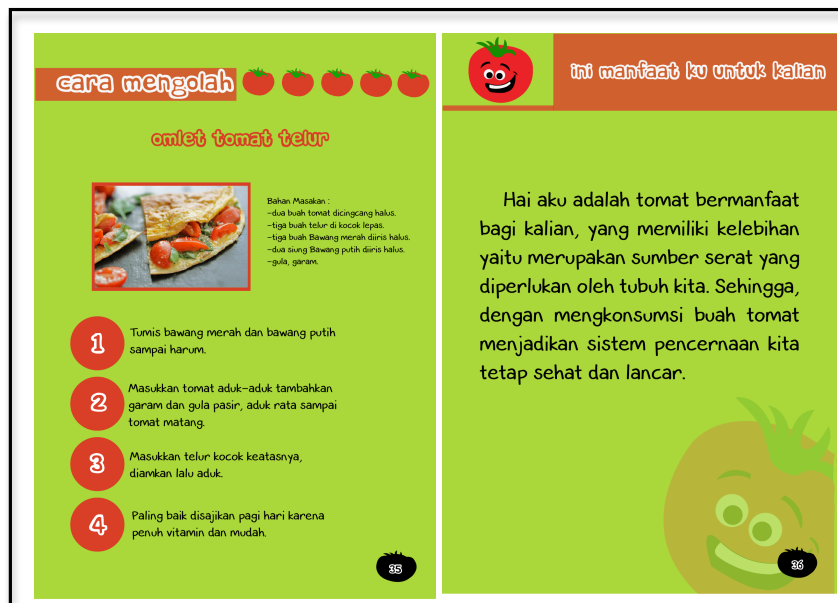 cara mengolah
omlet tomat telur
Bahan Masakan :
-dua buah tomat dicingcang halus.
-tiga buah telur di kocok lepas.
-tiga buah Bawang merah diiris halus.
-dua siung Bawang putih diiris halus.
-gula, garam.
1
Tumis bawang merah dan bawang putih
sampai harum.
2
Masukkan tomat aduk-aduk tambahkan
garam dan gula pasir, aduk rata sampai
tomat matang.
3
Masukkan telur kocok keatasnya,
diamkan lalu aduk.
4
Paling baik disajikan pagi hari karena
penuh vitamin dan mudah.
35
ini manfaat ku untuk kalian
Hai aku adalah tomat bermanfaat
bagi kalian, yang memiliki kelebihan
yaitu merupakan sumber serat yang
diperlukan oleh tubuh kita. Sehingga,
dengan mengkonsumsi buah tomat
menjadikan sistem pencernaan kita
tetap sehat dan lancar.
36